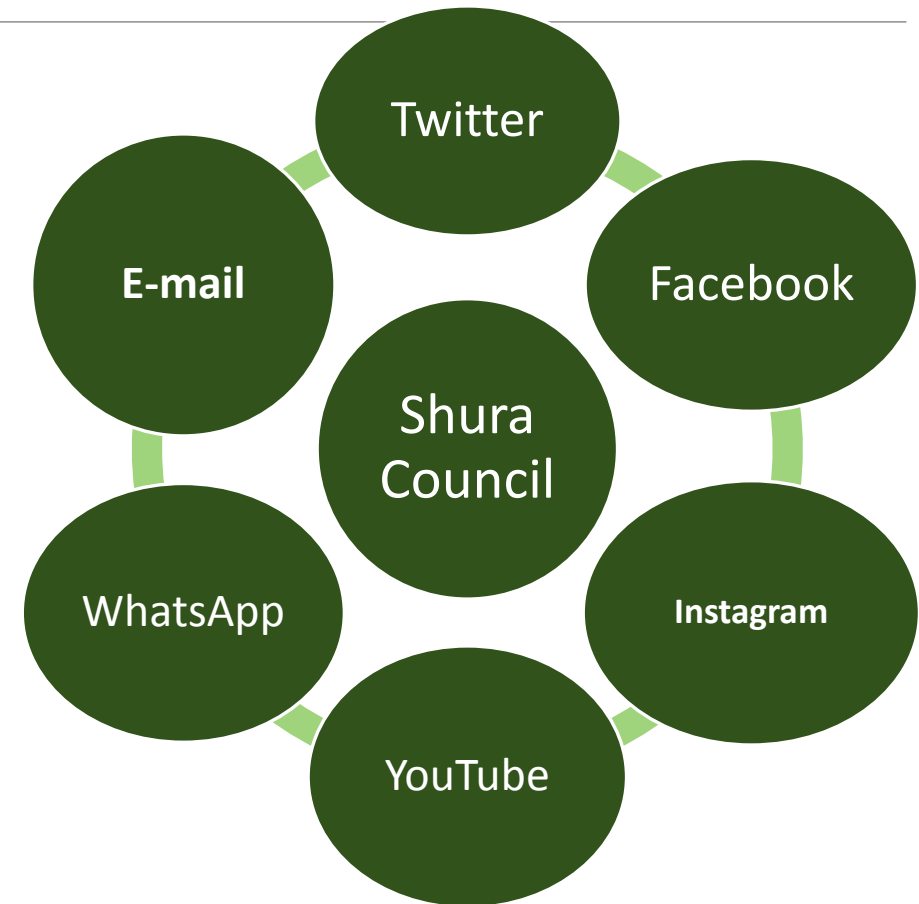 Twitter
Facebook
Instagram
YouTube
WhatsApp
E-mail
Shura
Council